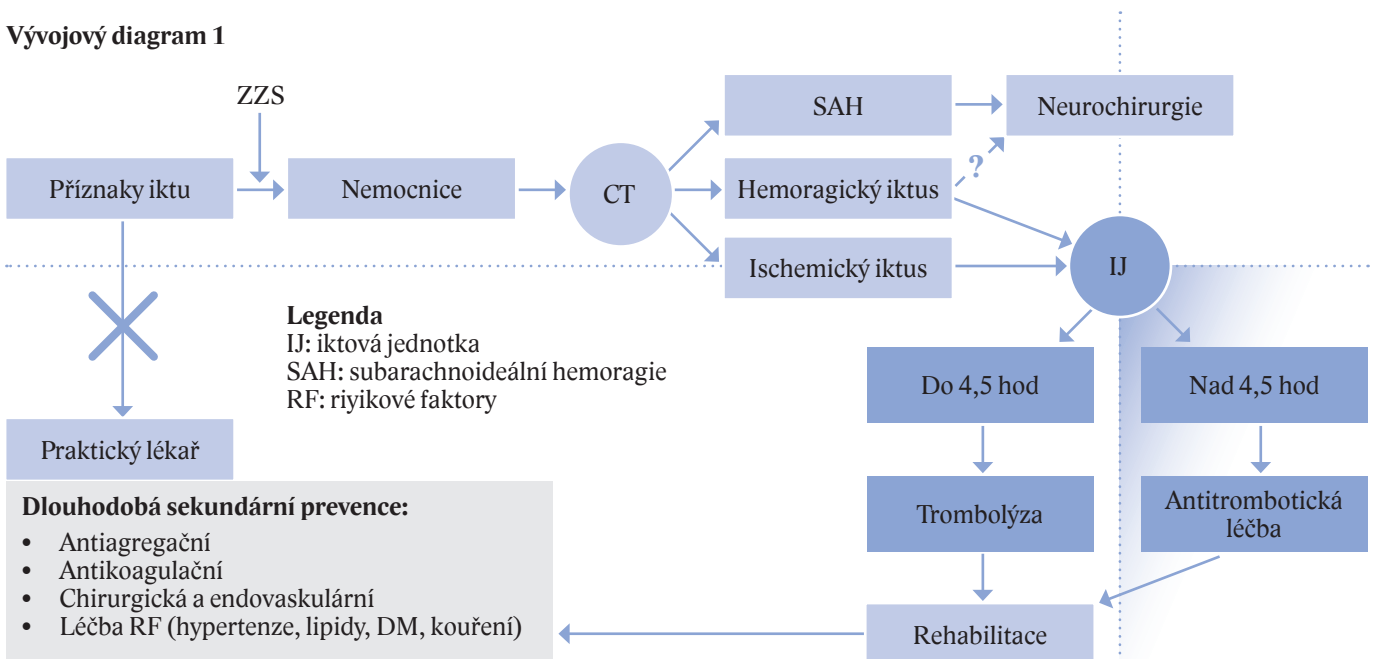 Vývojový diagram 1
ZZS
Příznaky iktu
Nemocnice
CT
SAH
Neurochirurgie
?
Hemoragický iktus
Ischemický iktus
IJ
Legenda
IJ: iktová jednotka
SAH: subarachnoideální hemoragie
RF: riyikové faktory
Do 4,5 hod
Nad 4,5 hod
Praktický lékař
Trombolýza
Antitrombotická
léčba
Dlouhodobá sekundární prevence:
• Antiagregační
• Antikoagulační
• Chirurgická a endovaskulární
• Léčba RF (hypertenze, lipidy, DM, kouření)
Rehabilitace